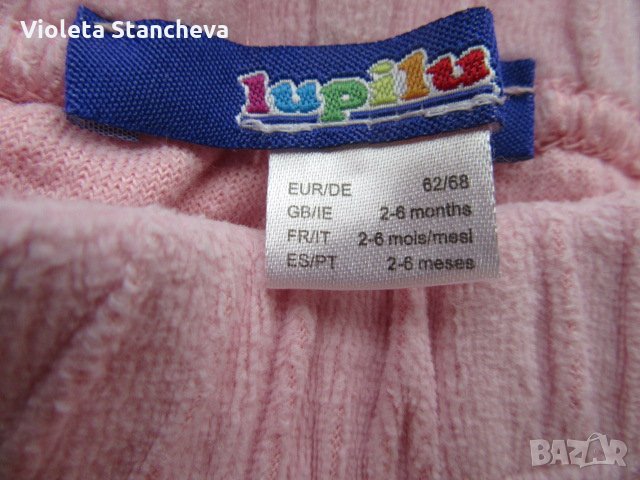 Violeta Stancheva
lupilu
EUR/DE 62/68
GB/IE 2-6 months
FR/IT 2-6 mois/mesi
ES/PT 2-6 meses
BAZAR